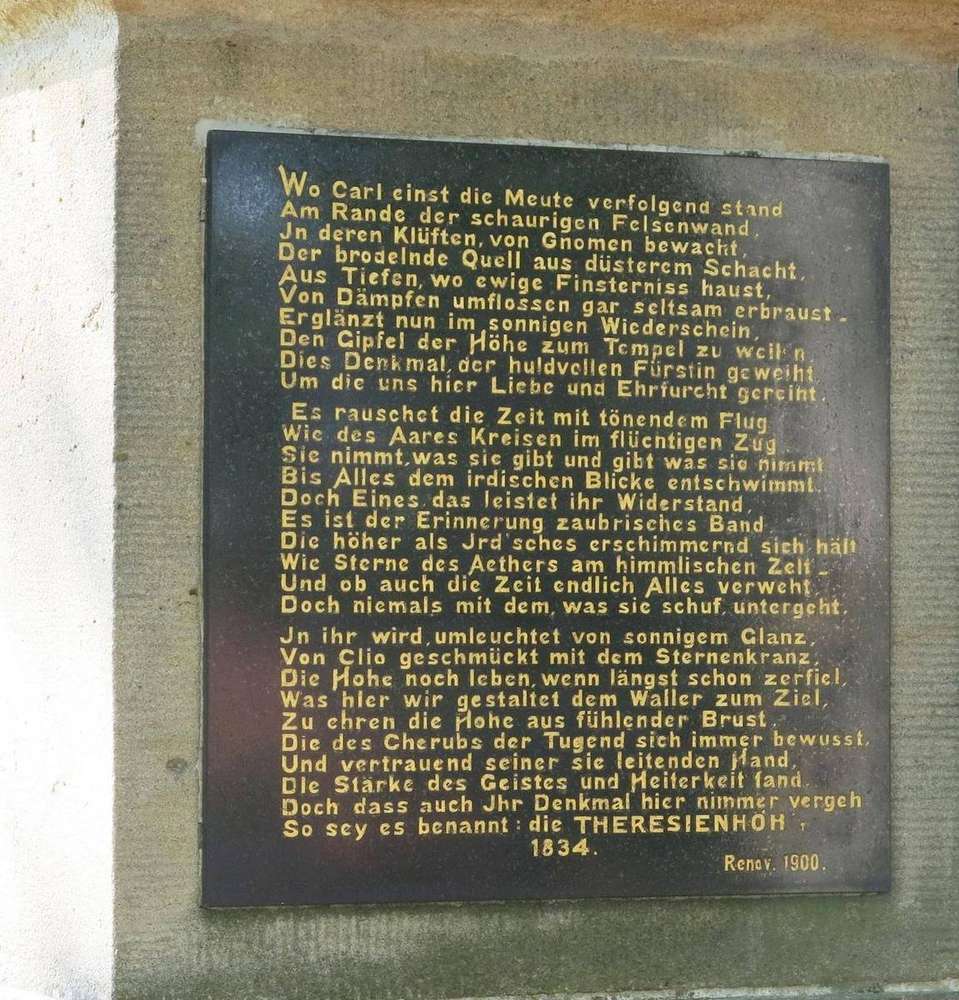 Wo Carl einst die Meute verfolgend stand
Am Rande der schaurigen Felsenwand,
Jn deren Klüften, von Gnomen bewacht,
Der brodelnde Quell aus düsterem Schacht,
Aus Tiefen, wo ewige Finsterniss haust,
Von Dämpfen umflossen gar seltsam erbraust –
Erglänzt nun im sonnigen Wiederschein,
Den Gipfel der Höhe zum Tempel zu weih'n,
Dies Denkmal, der huldvollen Fürstin geweiht,
Um die uns hier Liebe und Ehrfurcht gereiht.
Es rauschet die Zeit mit tönendem Flug
Wie des Aares Kreisen im flüchtigen Zug
Sie nimmt, was sie gibt und gibt was sie nimmt
Bis Alles dem irdischen Blicke entschwimmt.
Doch Eines, das leistet ihr Widerstand,
Es ist der Erinnerung zaubrisches Band,
Die höher als Jrd'sches erschimmernd sich hält
Wie Sterne des Aethers am himmlischen Zelt –
Und ob auch die Zeit endlich Alles verweht,
Doch niemals mit dem, was sie schuf, untergeht.
Jn ihr wird, umleuchtet von sonnigem Glanz,
Von Clio geschmückt mit dem Sternenkranz,
Die Hohe noch leben, wenn längst schon zerfiel,
Was hier wir gestaltet dem Waller zum Ziel,
Zu ehren die Hohe aus fühlender Brust,
Die des Cherubs der Tugend sich immer bewusst,
Und vertrauend seiner sie leitenden Hand,
Die Stärke des Geistes und Heiterkeit fand.
Doch dass auch Jhr Denkmal hier nimmer vergeh
So sey es benannt: die THERESIENHÖH'.
1834.
Renov. 1900.